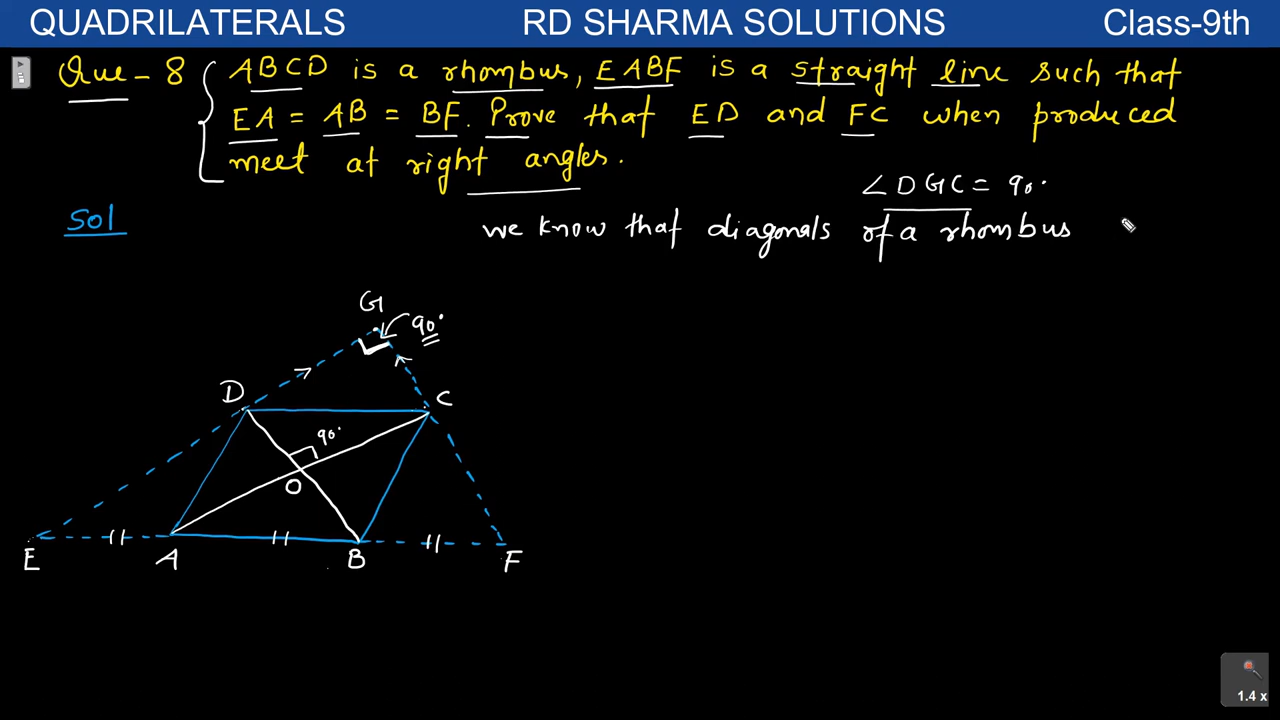 QUADRILATERALS RD SHARMA SOLUTIONS Class-9th
Que - 8 ABCD is a rhombus, EABF is a straight line such that
EA = AB = BF. Prove that ED and FC when produced
meet at right angles.
∠DGC = 90°
Sol
we know that diagonals of a rhombus
G
90°
D
C
90°
O
E
A
B
F
1.4 x